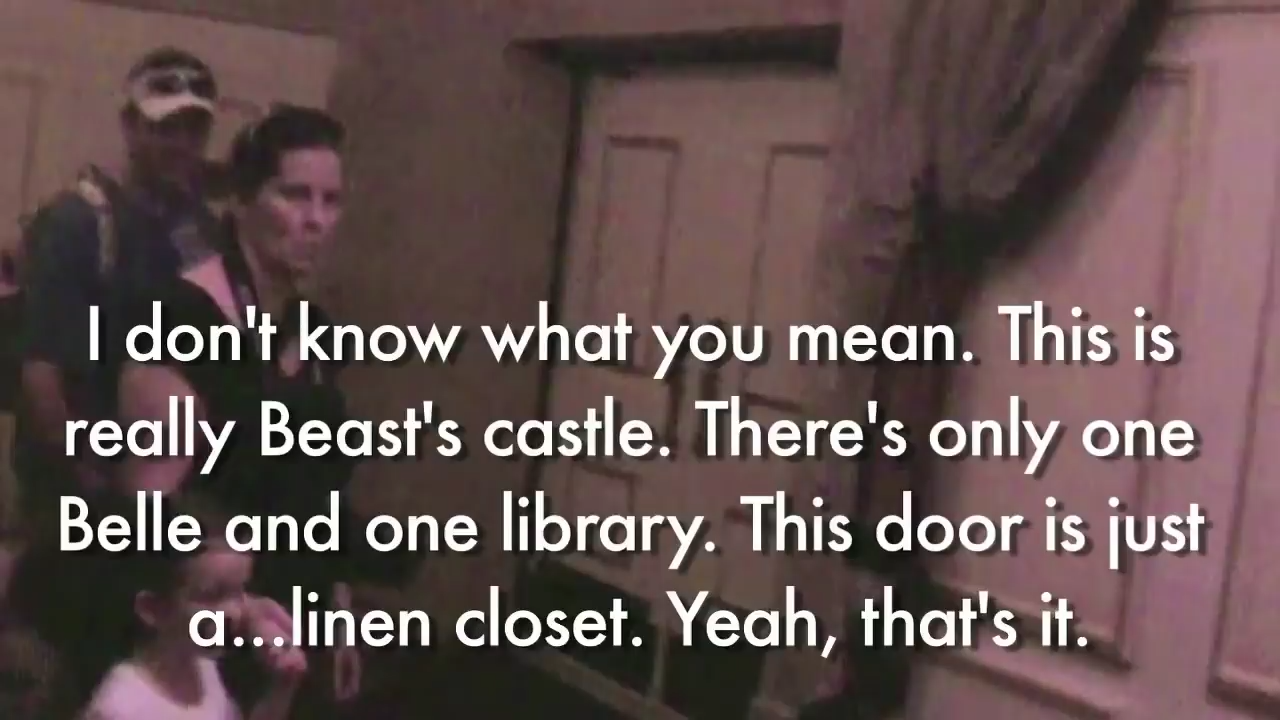 I don't know what you mean. This is
really Beast's castle. There's only one
Belle and one library. This door is just
a...linen closet. Yeah, that's it.